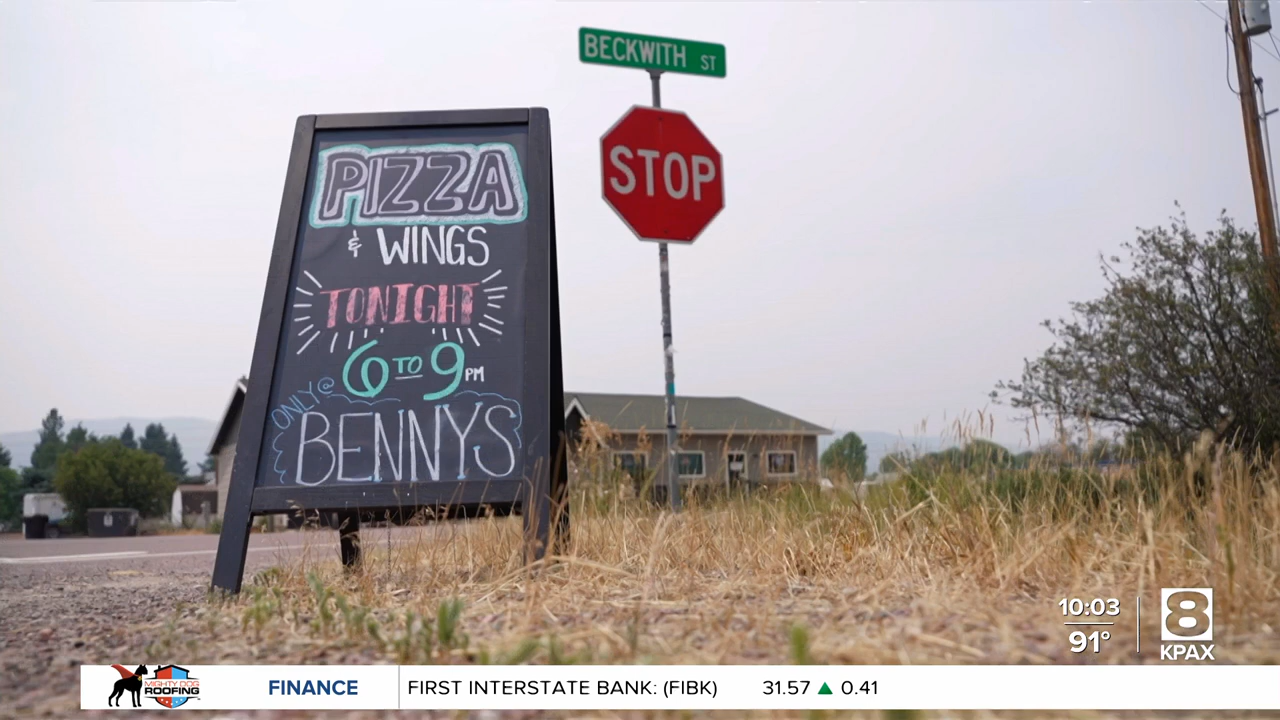 BECKWITH ST
STOP
PIZZA
& WINGS
TONIGHT
6 TO 9 PM
ONLY @
BENNYS
10:03
91°
8
KPAX
MIGHTY DOG
ROOFING
FINANCE
FIRST INTERSTATE BANK: (FIBK) 31.57 ▲ 0.41